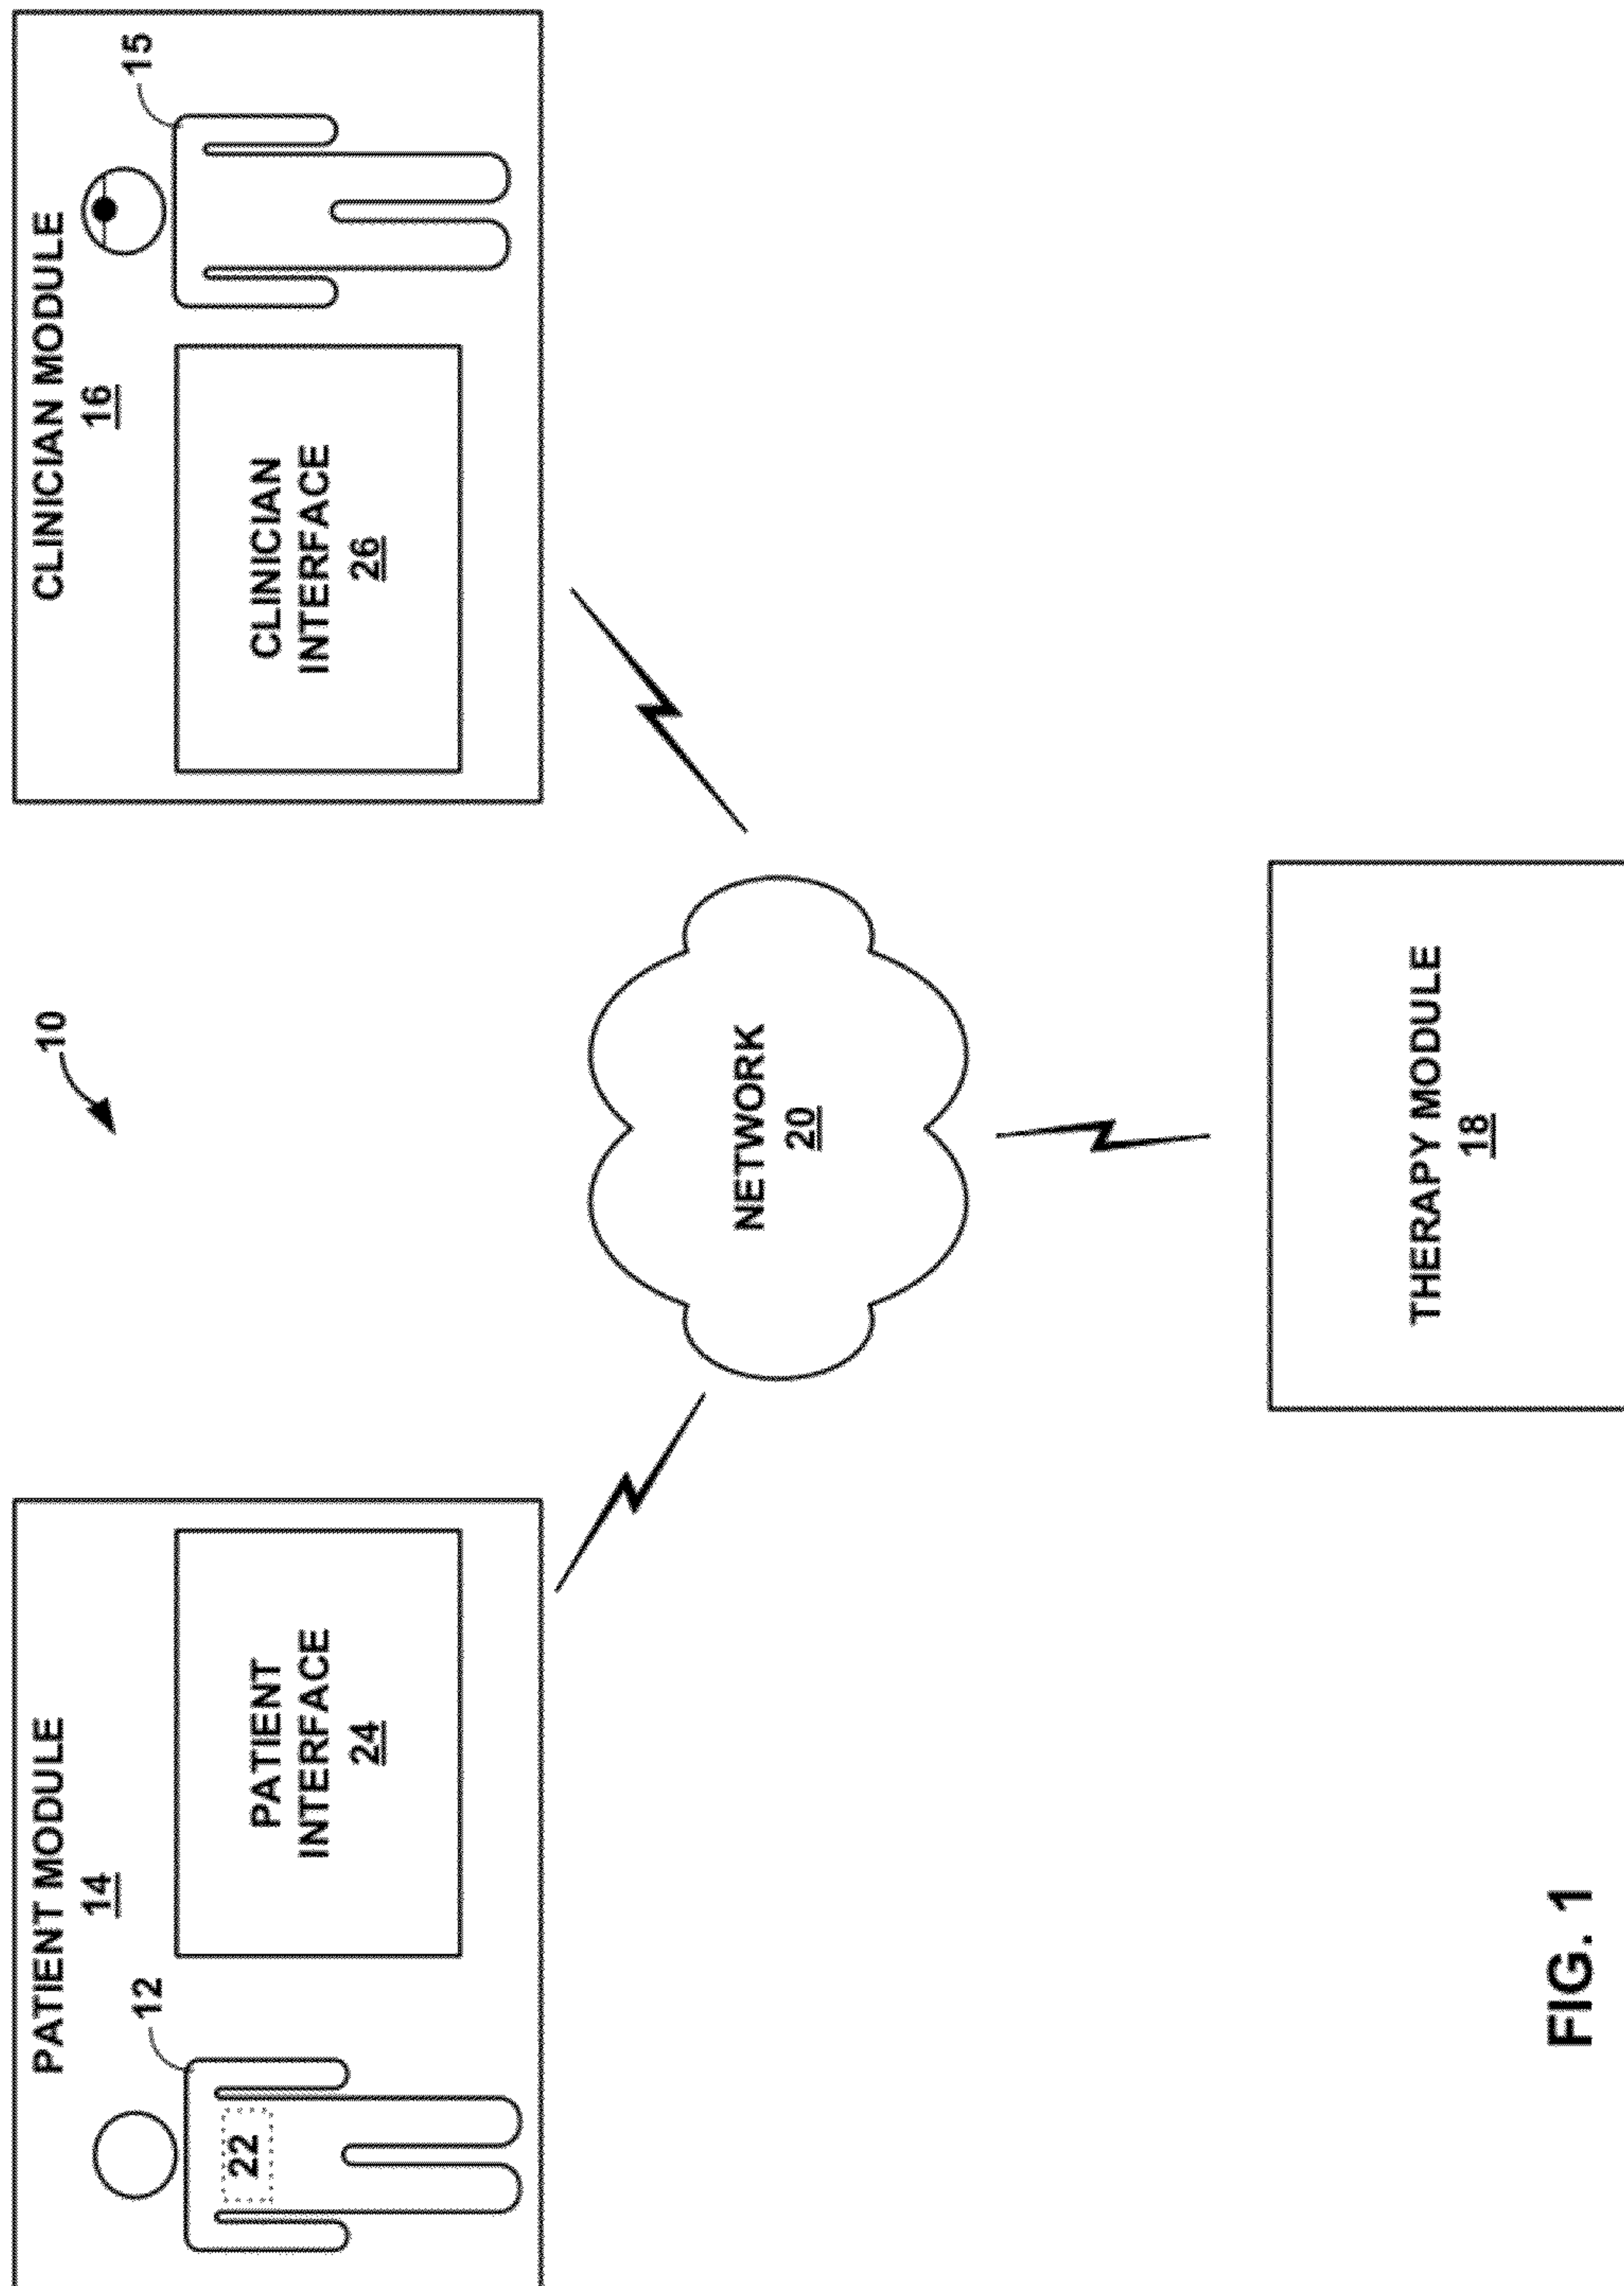 10
PATIENT MODULE
14
12
22
PATIENT
INTERFACE
24
CLINICIAN MODULE
16
15
CLINICIAN
INTERFACE
26
NETWORK
20
THERAPY MODULE
18
FIG. 1